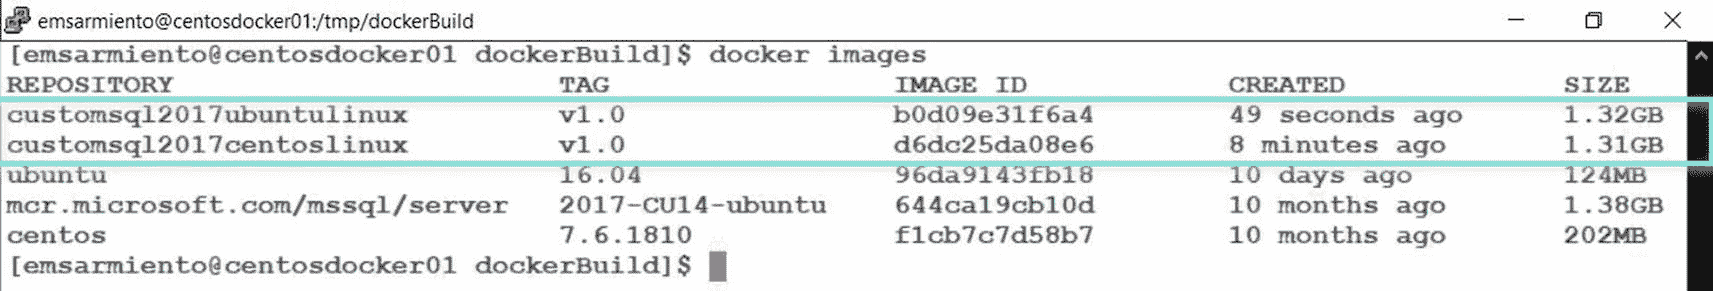 emsarmiento@centosdocker01:/tmp/dockerBuild
[emsarmiento@centosdocker01 dockerBuild]$ docker images
REPOSITORY TAG IMAGE ID CREATED SIZE
customsql2017ubuntulinux v1.0 b0d09e31f6a4 49 seconds ago 1.32GB
customsql2017centoslinux v1.0 d6dc25da08e6 8 minutes ago 1.31GB
ubuntu 16.04 96da9143fb18 10 days ago 124MB
mcr.microsoft.com/mssql/server 2017-CU14-ubuntu 644ca19cb10d 10 months ago 1.38GB
centos 7.6.1810 f1cb7c7d58b7 10 months ago 202MB
[emsarmiento@centosdocker01 dockerBuild]$